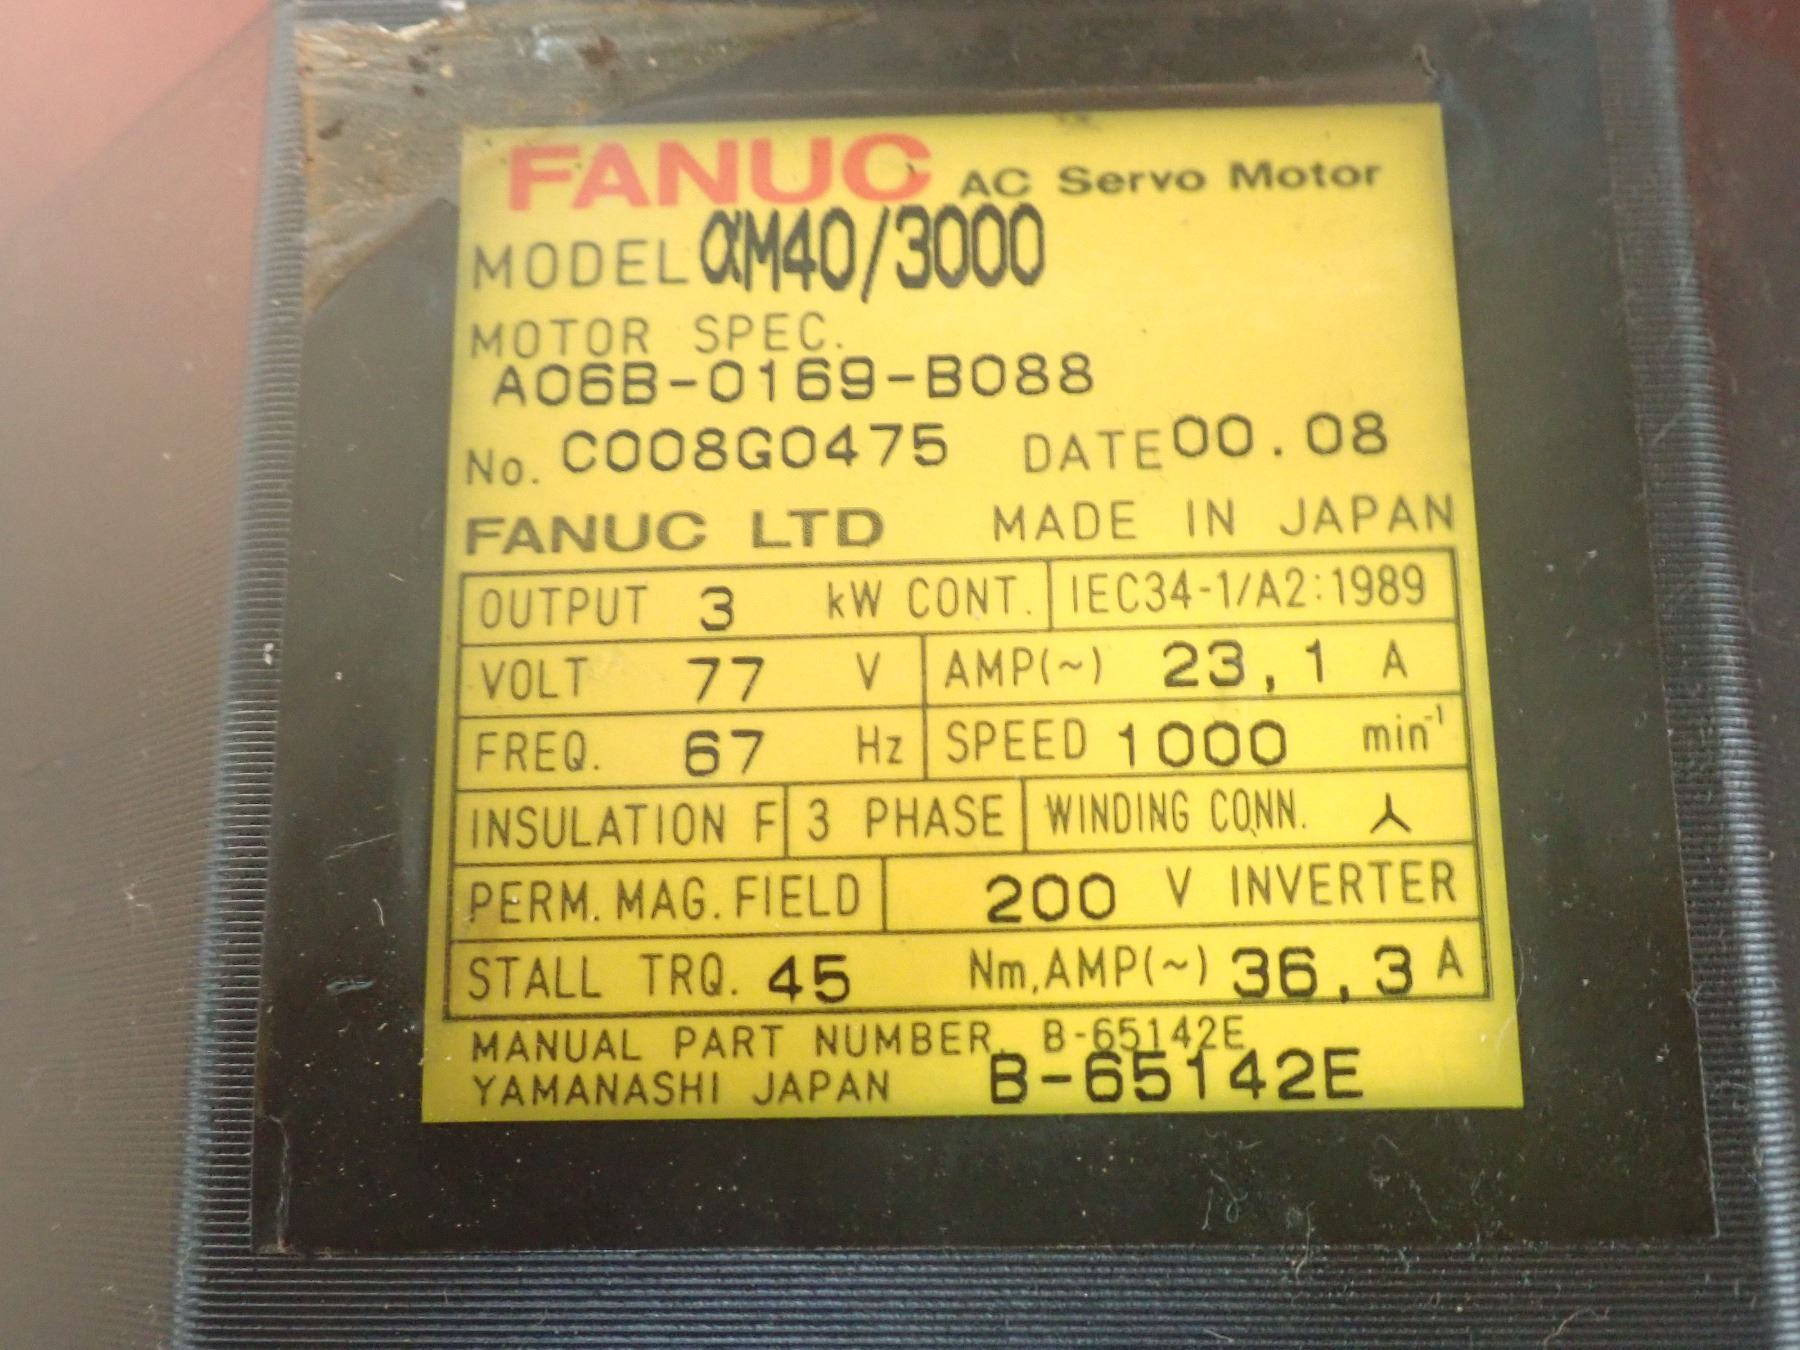 FANUC AC Servo Motor
MODEL αM40/3000
MOTOR SPEC.
A06B-0169-B088
No. C008G0475 DATE 00.08
FANUC LTD MADE IN JAPAN
OUTPUT 3 kW CONT. IEC34-1/A2:1989
VOLT 77 V AMP(~) 23,1 A
FREQ. 67 Hz SPEED 1000 min⁻¹
INSULATION F 3 PHASE WINDING CONN. ⅄
PERM. MAG. FIELD 200 V INVERTER
STALL TRQ. 45 Nm, AMP(~) 36,3 A
MANUAL PART NUMBER B-65142E
YAMANASHI JAPAN B-65142E